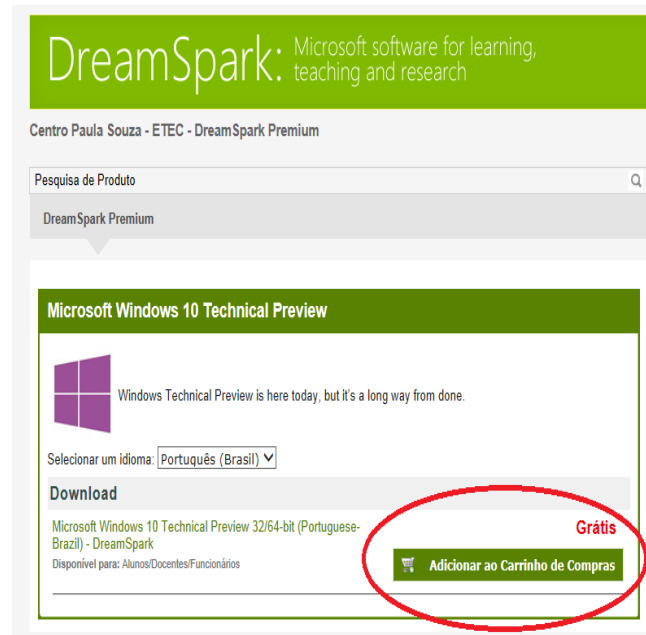 DreamSpark: Microsoft software for learning,
teaching and research
Centro Paula Souza - ETEC - DreamSpark Premium
Pesquisa de Produto
DreamSpark Premium
Microsoft Windows 10 Technical Preview
Windows Technical Preview is here today, but it's a long way from done.
Selecionar um idioma: Português (Brasil)
Download
Microsoft Windows 10 Technical Preview 32/64-bit (Portuguese-
Brazil) - DreamSpark
Grátis
Disponível para: Alunos/Docentes/Funcionários
Adicionar ao Carrinho de Compras